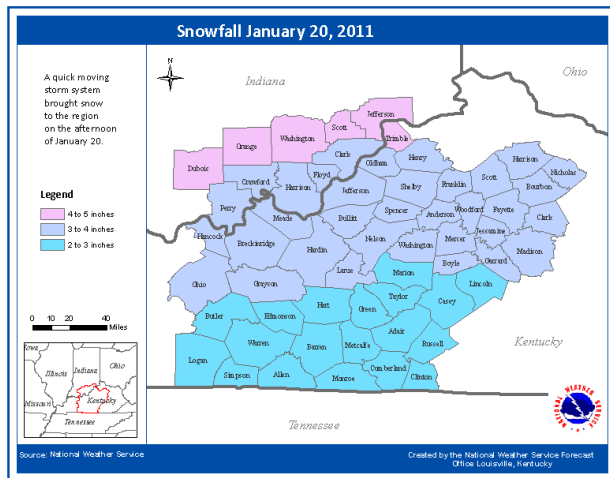 Snowfall January 20, 2011
A quick moving
storm system
brought snow
to the region
on the afternoon
of January 20.
Legend
4 to 5 inches
3 to 4 inches
2 to 3 inches
0 20 40
Miles
Iowa
Illinois
Indiana
Ohio
Missouri
Kentucky
Tennessee
N
Indiana
Ohio
Kentucky
Tennessee
Jefferson
Scott
Washington
Trimble
Orange
Dubois
Clark
Oldham
Henry
Harrison
Nicholas
Floyd
Crawford
Harrison
Jefferson
Shelby
Franklin
Scott
Bourbon
Perry
Meade
Bullitt
Spencer
Anderson
Woodford
Fayette
Clark
Hancock
Breckinridge
Hardin
Nelson
Washington
Mercer
Jessamine
Madison
Boyle
Garrard
Ohio
Grayson
Larue
Marion
Lincoln
Butler
Edmonson
Hart
Green
Taylor
Casey
Warren
Barren
Metcalfe
Adair
Russell
Logan
Simpson
Allen
Monroe
Cumberland
Clinton
NATIONAL WEATHER SERVICE
Source: National Weather Service
Created by the National Weather Service Forecast
Office Louisville, Kentucky